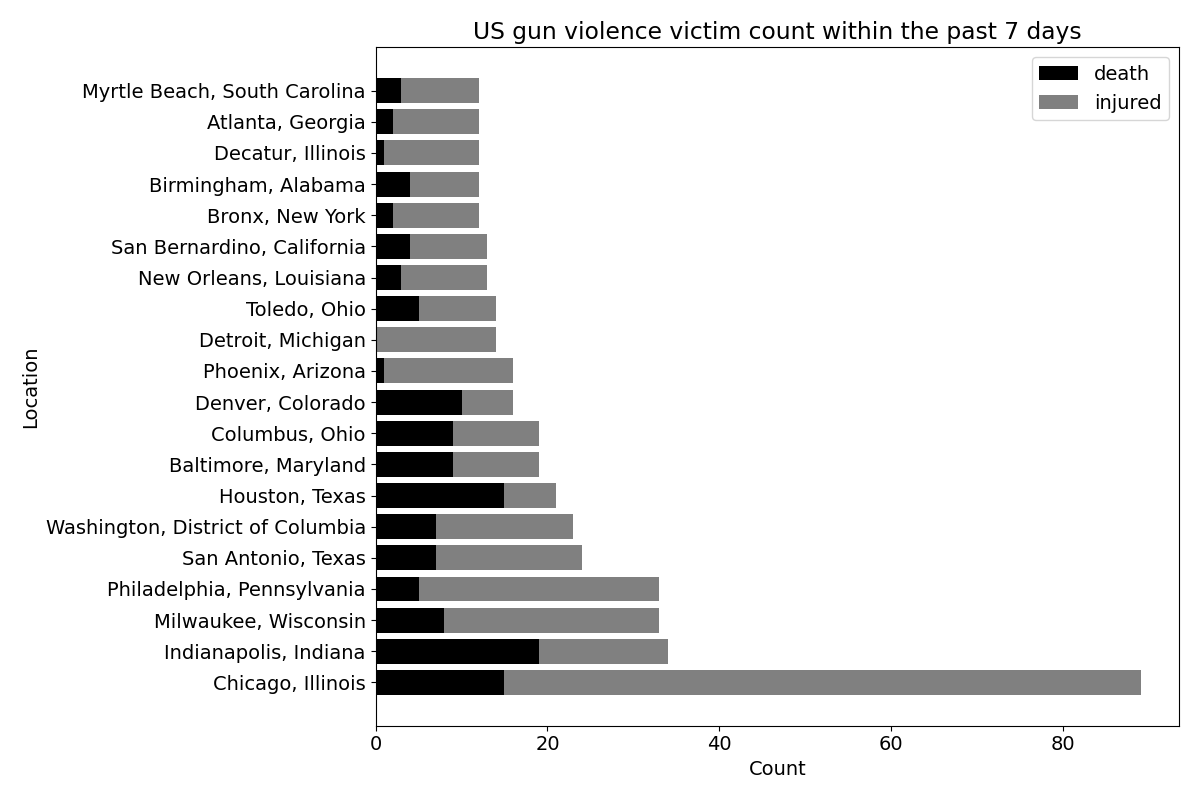 US gun violence victim count within the past 7 days
death
injured
Myrtle Beach, South Carolina
Atlanta, Georgia
Decatur, Illinois
Birmingham, Alabama
Bronx, New York
San Bernardino, California
New Orleans, Louisiana
Toledo, Ohio
Detroit, Michigan
Phoenix, Arizona
Denver, Colorado
Columbus, Ohio
Baltimore, Maryland
Houston, Texas
Washington, District of Columbia
San Antonio, Texas
Philadelphia, Pennsylvania
Milwaukee, Wisconsin
Indianapolis, Indiana
Chicago, Illinois
Location
0 20 40 60 80
Count